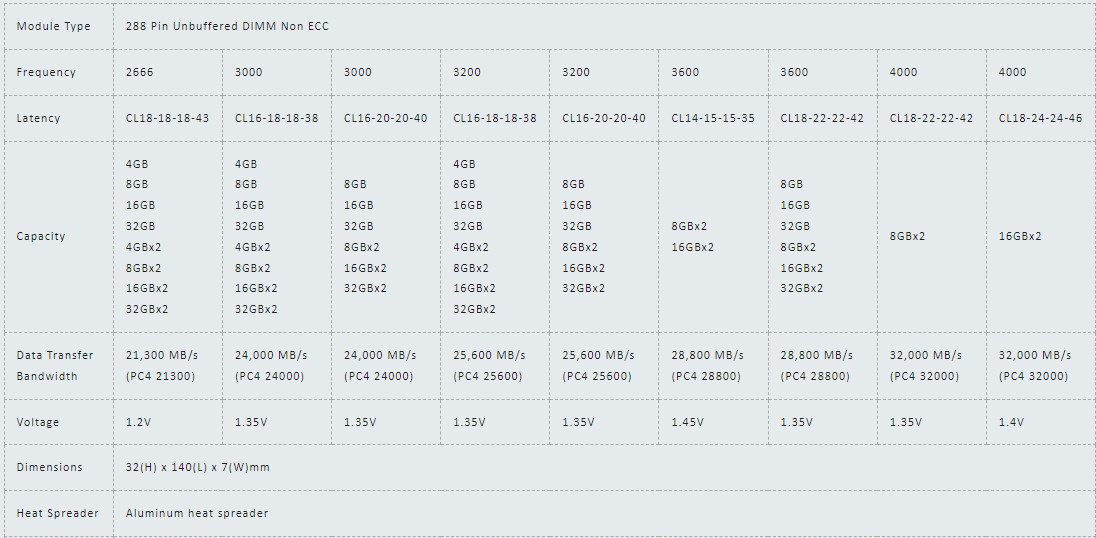 Module Type 288 Pin Unbuffered DIMM Non ECC
Frequency 2666 3000 3000 3200 3200 3600 3600 4000 4000
Latency CL18-18-18-43 CL16-18-18-38 CL16-20-20-40 CL16-18-18-38 CL16-20-20-40 CL14-15-15-35 CL18-22-22-42 CL18-22-22-42 CL18-24-24-46
Capacity
4GB
8GB
16GB
32GB
4GBx2
8GBx2
16GBx2
32GBx2
4GB
8GB
16GB
32GB
4GBx2
8GBx2
16GBx2
32GBx2
8GB
16GB
32GB
8GBx2
16GBx2
32GBx2
4GB
8GB
16GB
32GB
4GBx2
8GBx2
16GBx2
32GBx2
8GB
16GB
32GB
8GBx2
16GBx2
32GBx2
8GBx2
16GBx2
8GB
16GB
32GB
8GBx2
16GBx2
32GBx2
8GBx2
16GBx2
Data Transfer 21,300 MB/s 24,000 MB/s 24,000 MB/s 25,600 MB/s 25,600 MB/s 28,800 MB/s 28,800 MB/s 32,000 MB/s 32,000 MB/s
Bandwidth (PC4 21300) (PC4 24000) (PC4 24000) (PC4 25600) (PC4 25600) (PC4 28800) (PC4 28800) (PC4 32000) (PC4 32000)
Voltage 1.2V 1.35V 1.35V 1.35V 1.35V 1.45V 1.35V 1.35V 1.4V
Dimensions 32(H) x 140(L) x 7(W)mm
Heat Spreader Aluminum heat spreader